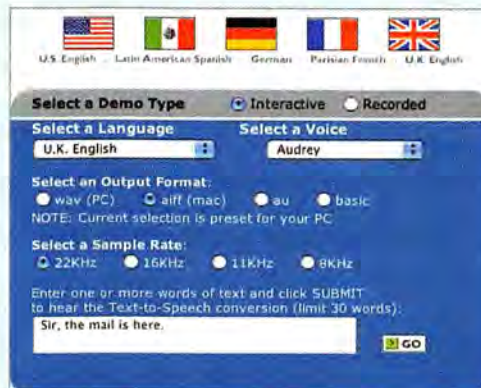 U.S. English Latin American Spanish German Parisian French U.K. English
Select a Demo Type Interactive Recorded
Select a Language Select a Voice
U.K. English Audrey
Select an Output Format:
wav (PC) aiff (mac) au basic
NOTE: Current selection is preset for your PC
Select a Sample Rate:
22KHz 16KHz 11KHz 8KHz
Enter one or more words of text and click SUBMIT
to hear the Text-to-Speech conversion (limit 30 words):
Sir, the mail is here.
GO